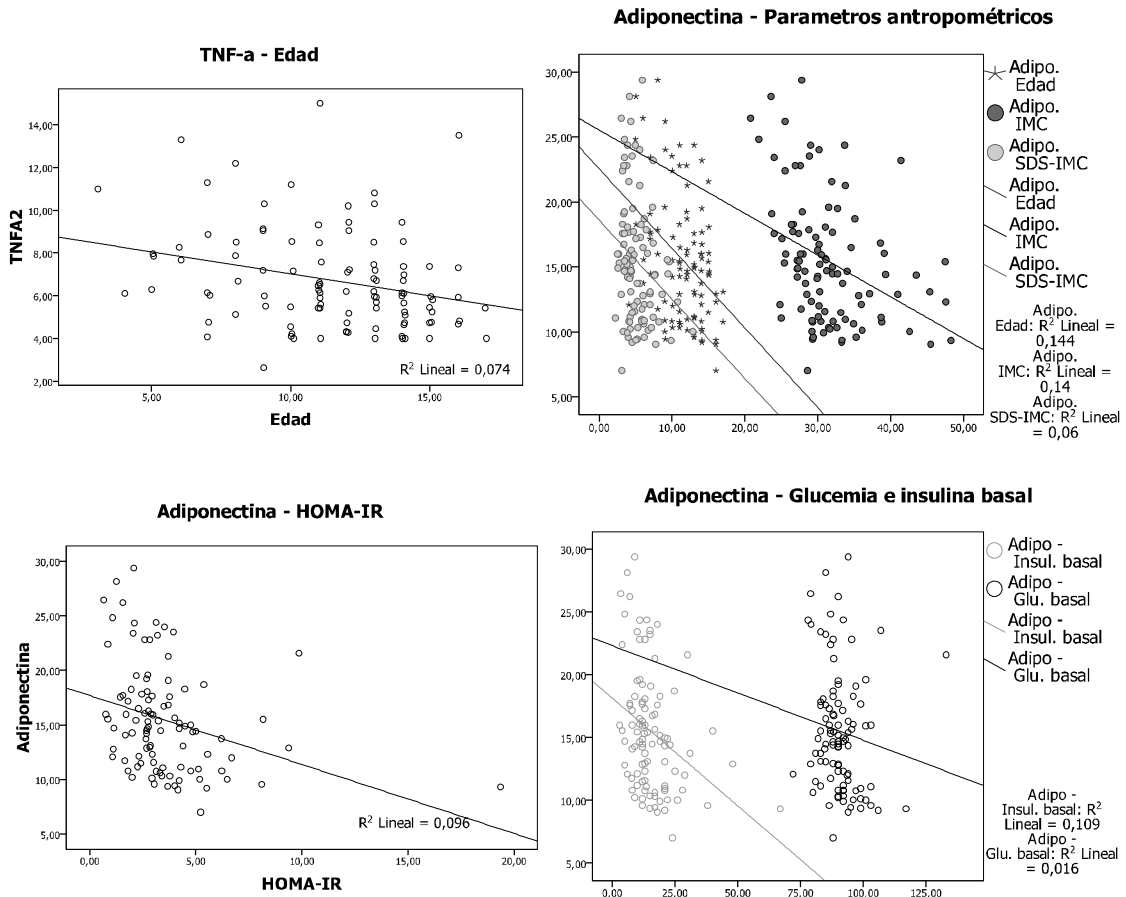 TNF-a - Edad
14,00
12,00
10,00
8,00
6,00
4,00
2,00
TNFA2
R² Lineal = 0,074
5,00 10,00 15,00
Edad
Adiponectina - Parametros antropométricos
30,00
25,00
20,00
15,00
10,00
5,00
0,00 10,00 20,00 30,00 40,00 50,00
Adipo.
Edad
Adipo.
IMC
Adipo.
SDS-IMC
Adipo.
Edad
Adipo.
IMC
Adipo.
SDS-IMC
Adipo.
Edad: R² Lineal =
0,144
Adipo.
IMC: R² Lineal =
0,14
Adipo.
SDS-IMC: R² Lineal
= 0,06
Adiponectina - HOMA-IR
30,00
25,00
20,00
15,00
10,00
5,00
Adiponectina
R² Lineal = 0,096
0,00 5,00 10,00 15,00 20,00
HOMA-IR
Adiponectina - Glucemia e insulina basal
30,00
25,00
20,00
15,00
10,00
5,00
0.00 25.00 50.00 75.00 100.00 125.00
Adipo -
Insul. basal
Adipo -
Glu. basal
Adipo -
Insul. basal
Adipo -
Glu. basal
Adipo -
Insul. basal: R²
Lineal = 0,109
Adipo -
Glu. basal: R² Lineal
= 0,016